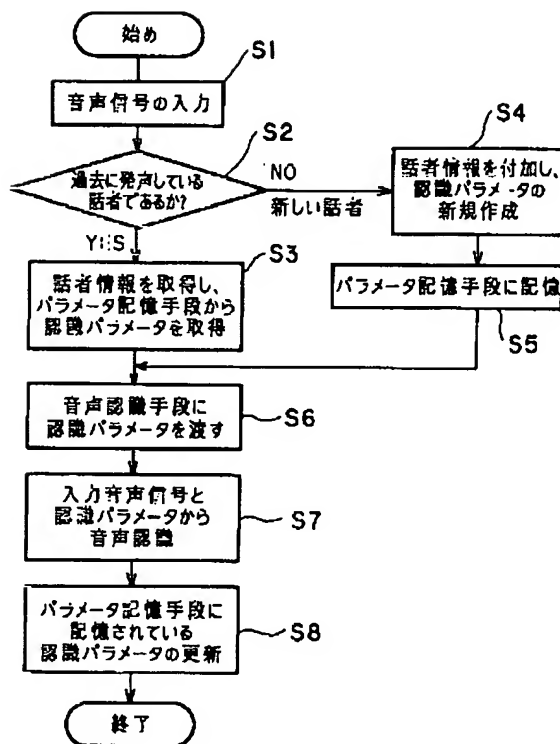 始め
S1
音声信号の入力
S2
過去に発声している
話者であるか?
NO
新しい話者
YES
S4
話者情報を付加し、
認識パラメータの
新規作成
S3
話者情報を取得し、
パラメータ記憶手段から
認識パラメータを取得
パラメータ記憶手段に記憶
S5
音声認識手段に
認識パラメータを渡す
S6
入力音声信号と
認識パラメータから
音声認識
S7
パラメータ記憶手段に
記憶されている
認識パラメータの更新
S8
終了